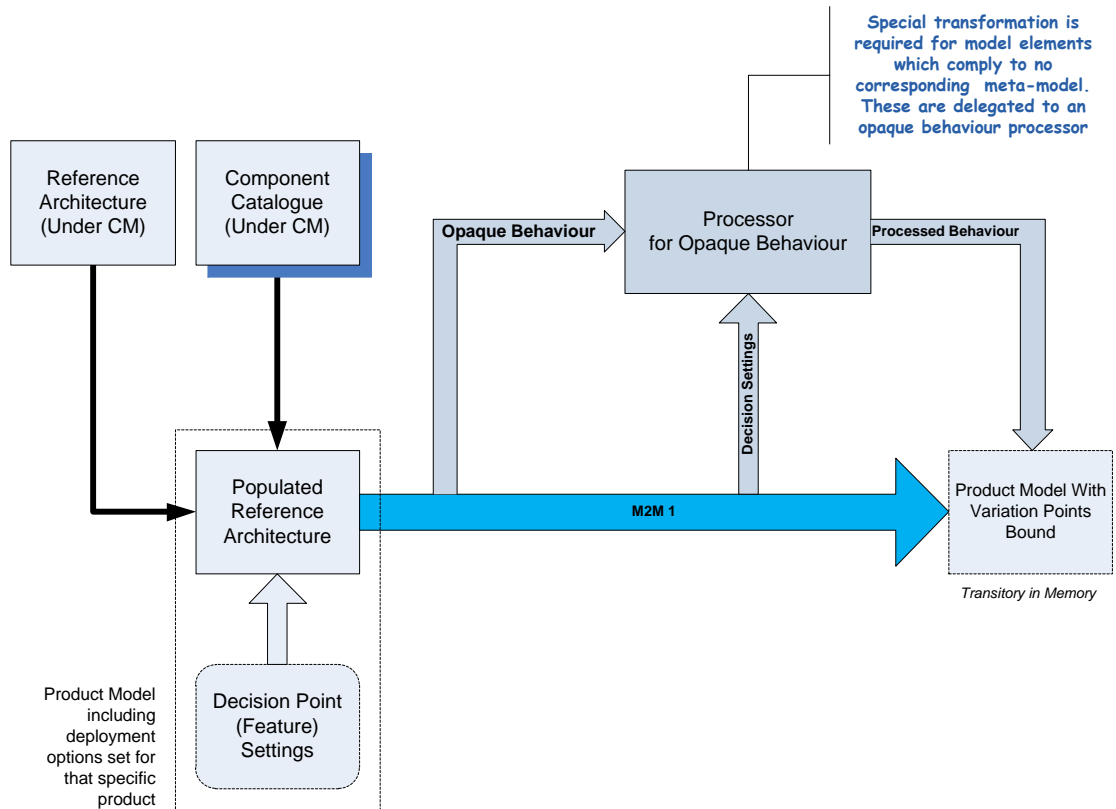 Special transformation is
required for model elements
which comply to no
corresponding meta-model.
These are delegated to an
opaque behaviour processor
Reference
Architecture
(Under CM)
Component
Catalogue
(Under CM)
Opaque Behaviour
Processor
for Opaque Behaviour
Processed Behaviour
Decision Settings
Populated
Reference
Architecture
M2M 1
Product Model With
Variation Points
Bound
Transitory in Memory
Decision Point
(Feature)
Settings
Product Model
including
deployment
options set for
that specific
product